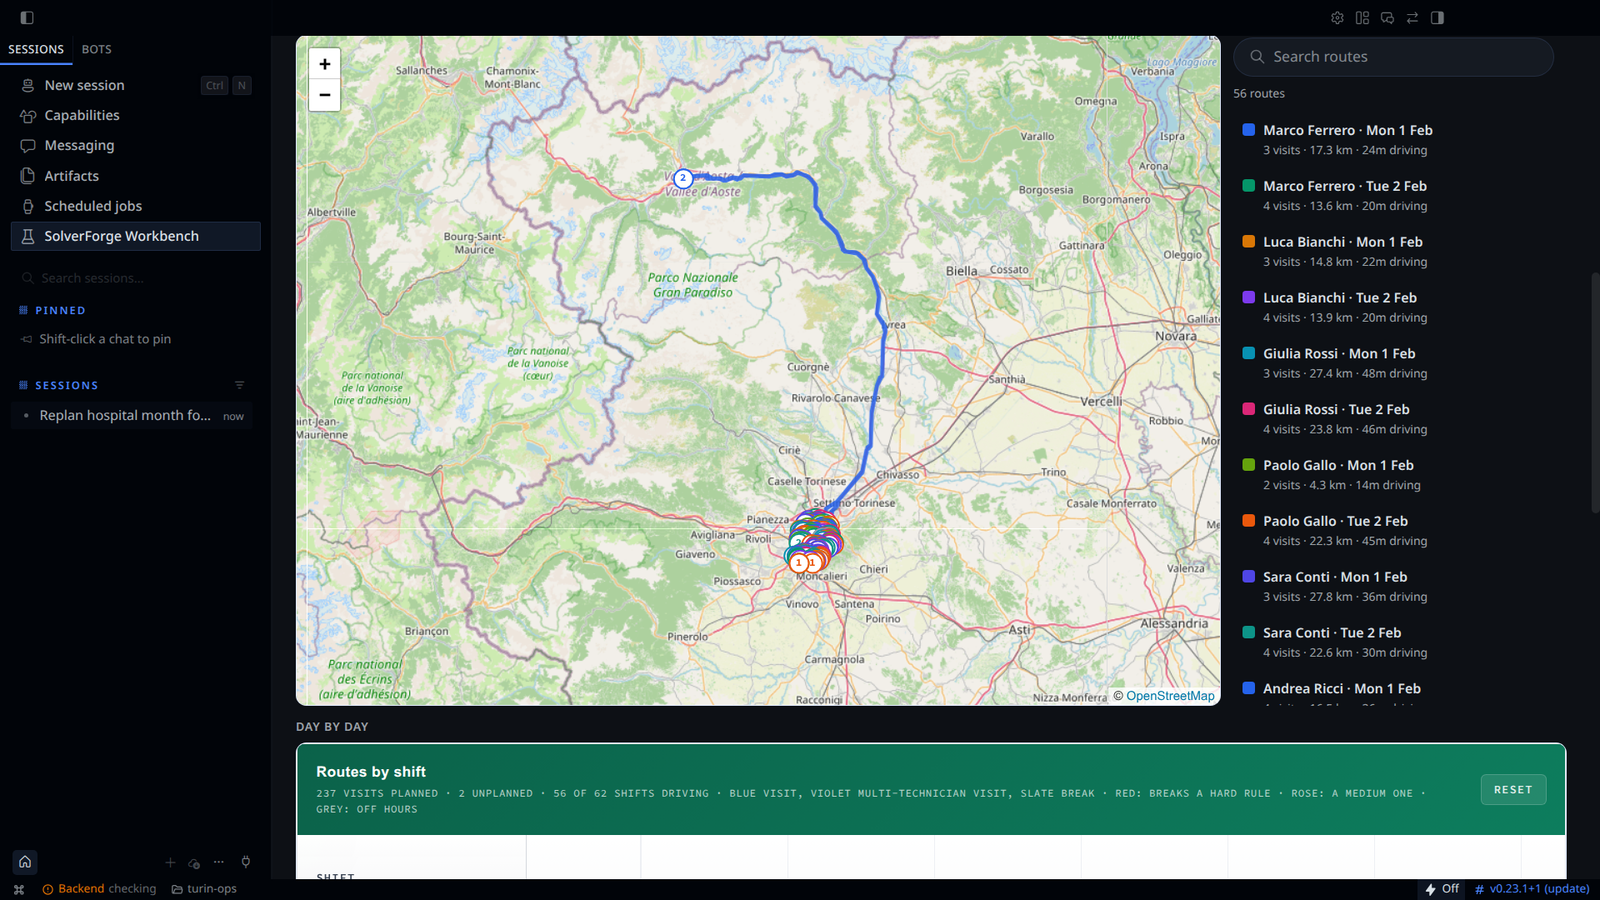 SESSIONS
BOTS
New session
Ctrl
N
Capabilities
Messaging
Artifacts
Scheduled jobs
SolverForge Workbench
Search sessions...
PINNED
Shift-click a chat to pin
SESSIONS
Replan hospital month fo...
now
Backend checking
turin-ops
+
−
Sallanches
Chamonix-
Mont-Blanc
Lago Maggiore
Verbania
Omegna
Varallo
Ispra
Arona
Borgosesia
Borgomanero
2
Vallée d'Aoste
Albertville
Bourg-Saint-
Maurice
Gattinara
Oleggio
Parco Nazionale
Gran Paradiso
Biella
Cossato
Galliat
Novara
Parc national
de la Vanoise
(cœur)
Cuorgnè
Santhià
Parc national
de la Vanoise
(aire d'adhésion)
Rivarolo Canavese
Vercelli
Robbio
int-Jean-
Maurienne
Mor
Ciriè
Caselle Torinese
Chivasso
Trino
Settimo Torinese
Casale Monferrato
Pianezza
Avigliana
Rivoli
Me
Giaveno
1
1
Chieri
Valenza
Piossasco
Moncalieri
Vinovo
Santena
Poirino
Briançon
Pinerolo
Asti
Alessandria
Carmagnola
Parc national
des Écrins
(aire d'adhésion)
Racconigi
Nizza Monferra
© OpenStreetMap
Search routes
56 routes
Marco Ferrero · Mon 1 Feb
3 visits · 17.3 km · 24m driving
Marco Ferrero · Tue 2 Feb
4 visits · 13.6 km · 20m driving
Luca Bianchi · Mon 1 Feb
3 visits · 14.8 km · 22m driving
Luca Bianchi · Tue 2 Feb
4 visits · 13.9 km · 20m driving
Giulia Rossi · Mon 1 Feb
3 visits · 27.4 km · 48m driving
Giulia Rossi · Tue 2 Feb
4 visits · 23.8 km · 46m driving
Paolo Gallo · Mon 1 Feb
2 visits · 4.3 km · 14m driving
Paolo Gallo · Tue 2 Feb
4 visits · 22.3 km · 45m driving
Sara Conti · Mon 1 Feb
3 visits · 27.8 km · 36m driving
Sara Conti · Tue 2 Feb
4 visits · 22.6 km · 30m driving
Andrea Ricci · Mon 1 Feb
DAY BY DAY
Routes by shift
237 VISITS PLANNED · 2 UNPLANNED · 56 OF 62 SHIFTS DRIVING · BLUE VISIT, VIOLET MULTI-TECHNICIAN VISIT, SLATE BREAK · RED: BREAKS A HARD RULE · ROSE: A MEDIUM ONE ·
GREY: OFF HOURS
RESET
SHIFT
Off
v0.23.1+1 (update)